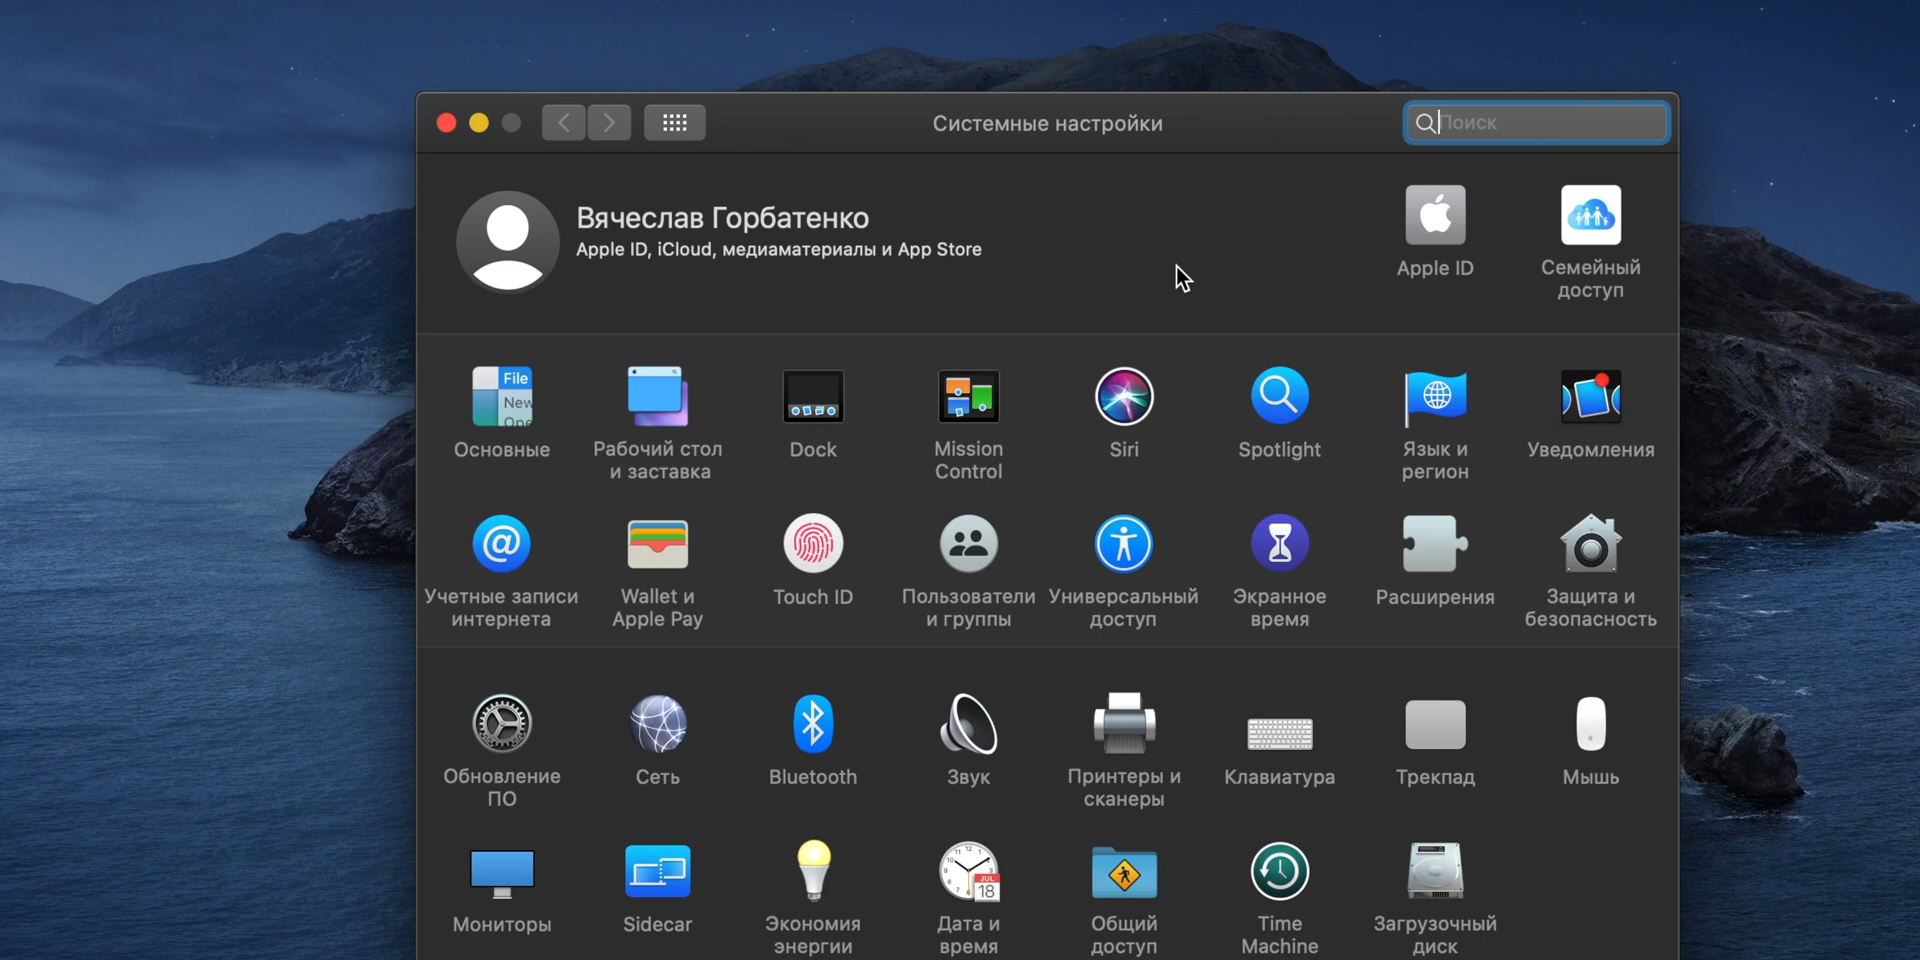 Системные настройки
Поиск
Вячеслав Горбатенко
Apple ID, iCloud, медиаматериалы и App Store
Apple ID
Семейный
доступ
File
New
Ope
Основные
Рабочий стол
и заставка
Dock
Mission
Control
Siri
Spotlight
Язык и
регион
Уведомления
Учетные записи
интернета
Wallet и
Apple Pay
Touch ID
Пользователи
и группы
Универсальный
доступ
Экранное
время
Расширения
Защита и
безопасность
Обновление
ПО
Сеть
Bluetooth
Звук
Принтеры и
сканеры
Клавиатура
Трекпад
Мышь
JUL
18
Мониторы
Sidecar
Экономия
энергии
Дата и
время
Общий
доступ
Time
Machine
Загрузочный
диск